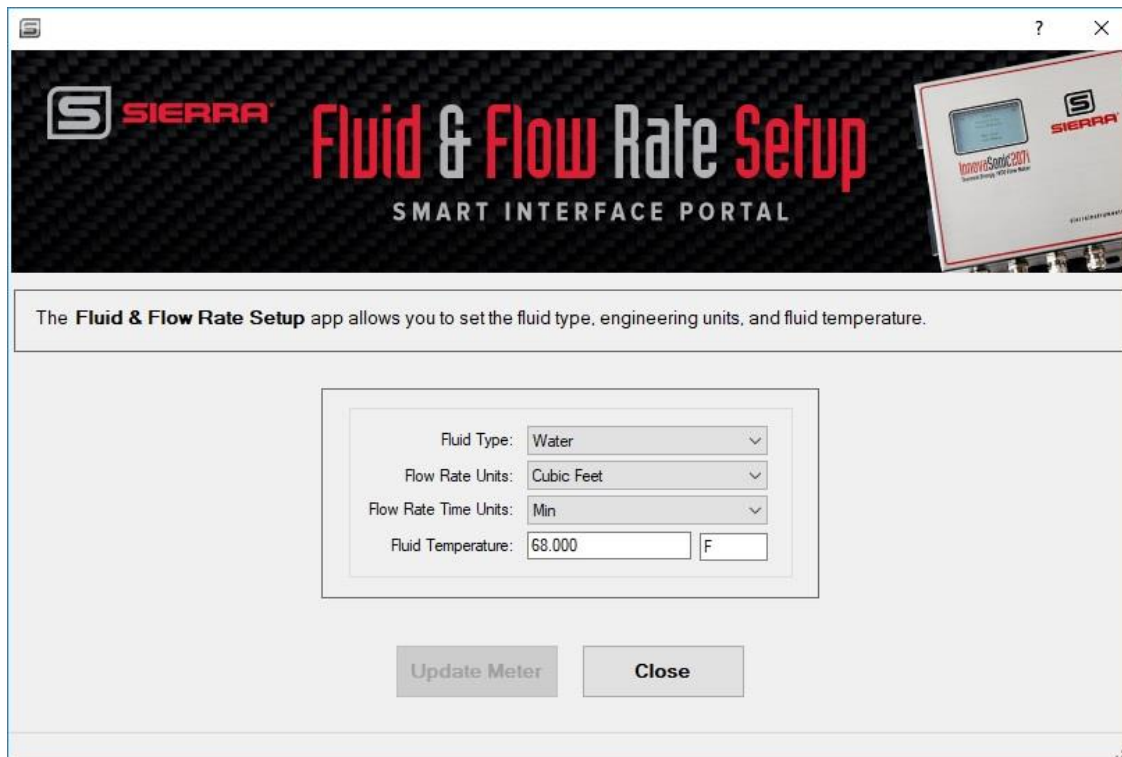 ?
SIERRA
Fluid & Flow Rate Setup
SMART INTERFACE PORTAL
SIERRA
InnovaSonic207i
The Fluid & Flow Rate Setup app allows you to set the fluid type, engineering units, and fluid temperature.
Fluid Type: Water
Flow Rate Units: Cubic Feet
Flow Rate Time Units: Min
Fluid Temperature: 68.000 F
Update Meter Close